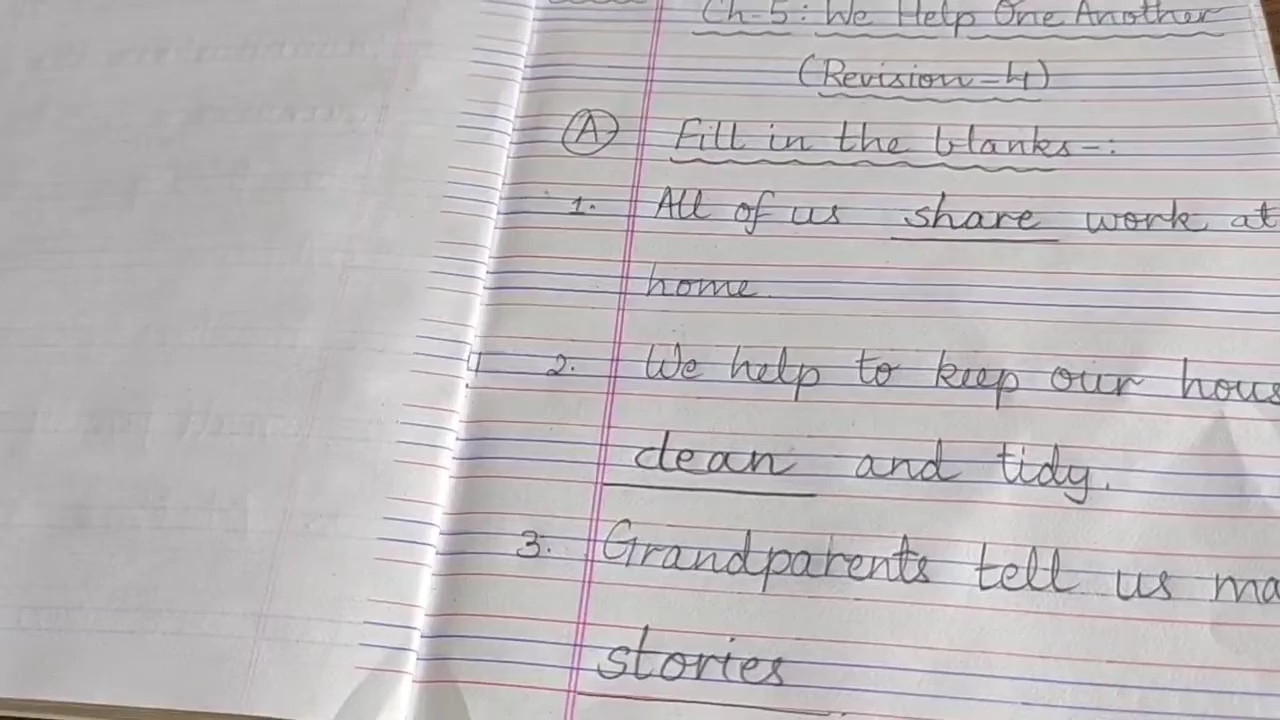 Ch-5: We Help One Another
(Revision-4)
A Fill in the blanks-:
1. All of us share work at
home.
2. We help to keep our hous
clean and tidy.
3. Grandparents tell us ma
stories